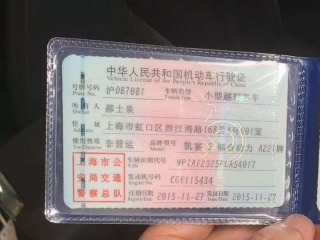 中华人民共和国机动车行驶证
Vehicle License of the People's Republic of China
号牌号码 沪DB7081 车辆类型 小型越野客车
Plate No. Vehicle Type
所有人 郝士泉
Owner
住址 上海市虹口区西江湾路168弄
Address
使用性质 非营运 品牌型号
Use Character Model
车辆识别代号
VIN
发动机号码 CGE115434
Engine No.
注册日期 2015-11-27 发证日期 2015-11-27
Register Date Issue Date
上海市公
安局交通
警察总队